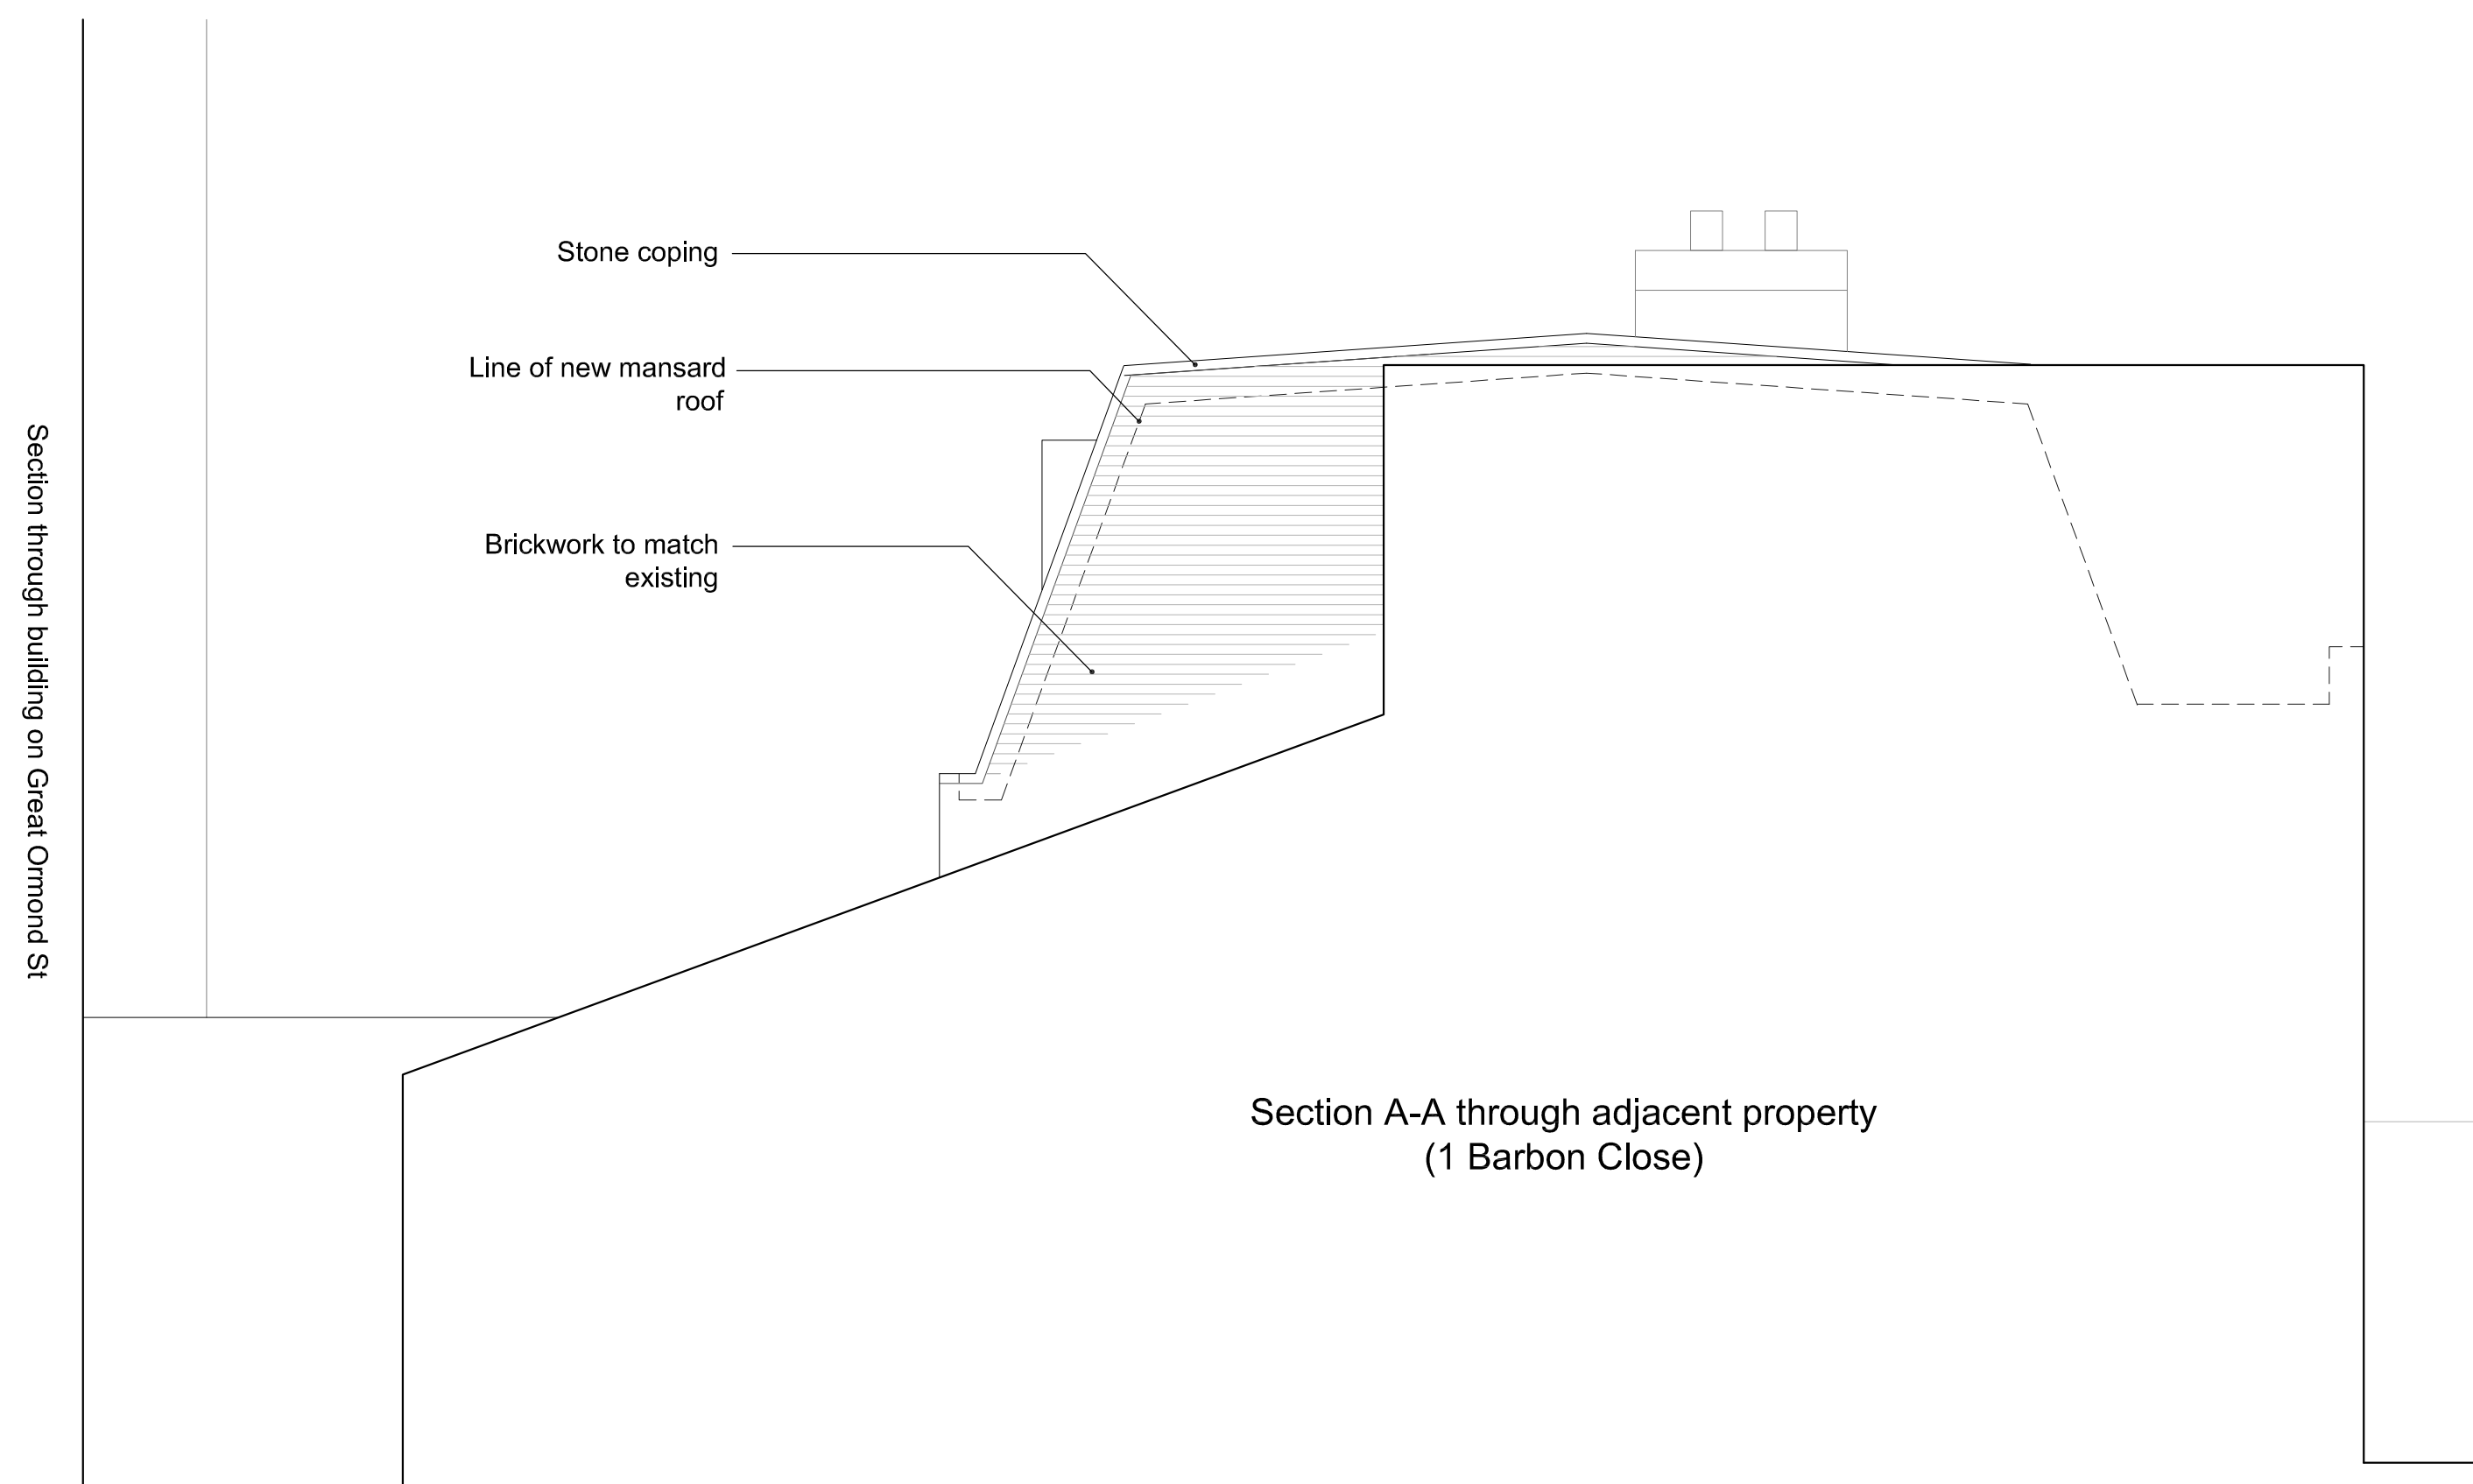 Stone coping
Line of new mansard
roof
Brickwork to match
existing
Section through building on Great Ormond St
Section A-A through adjacent property
(1 Barbon Close)